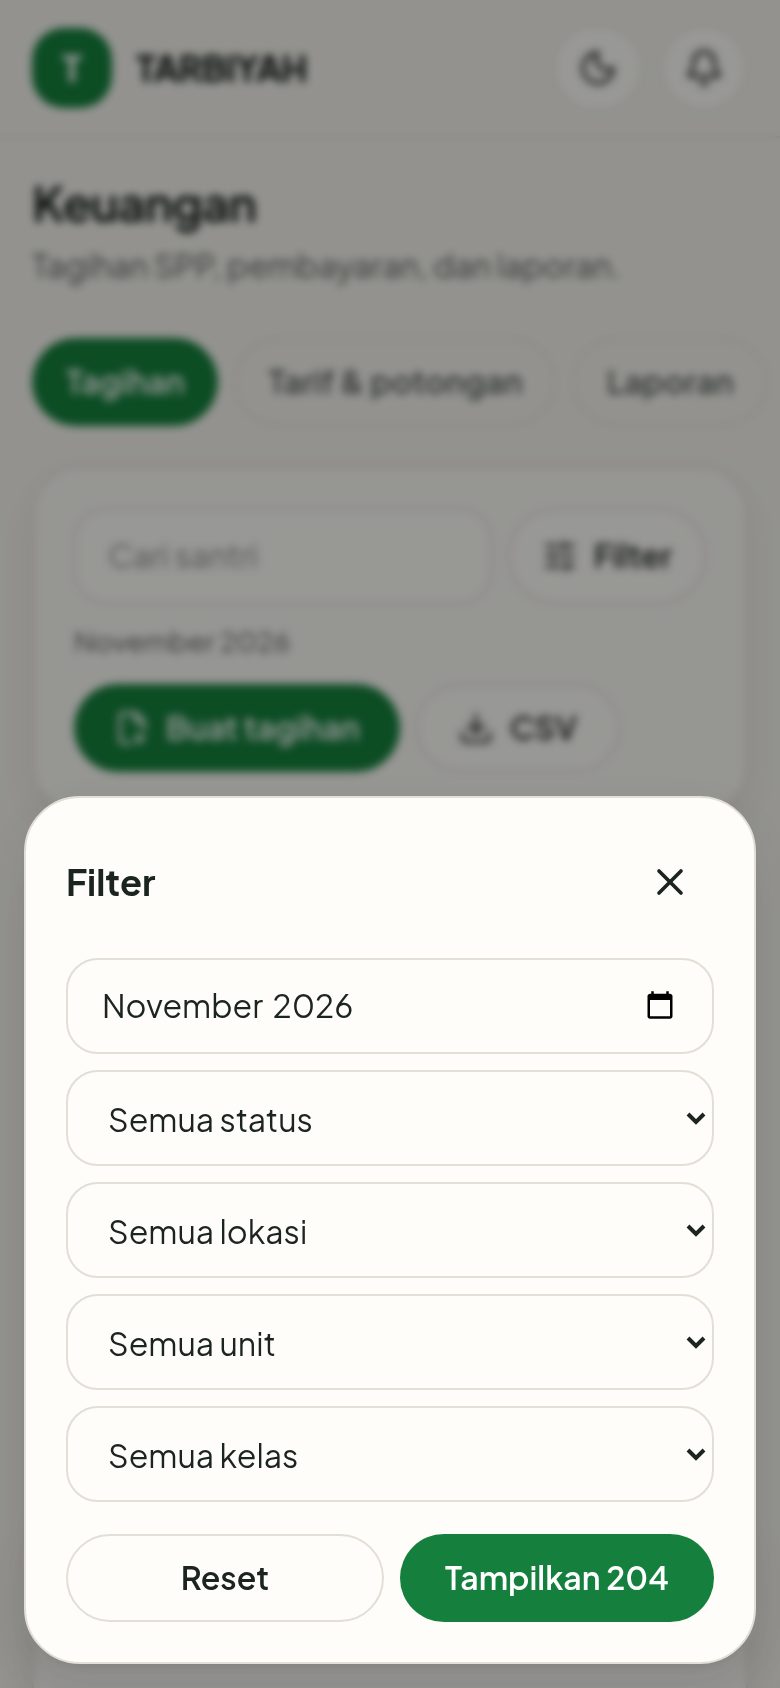 T TARBIYAH
Keuangan
Tagihan SPP, pembayaran, dan laporan.
Tagihan Tarif & potongan Laporan
Cari santri Filter
November 2026
Buat tagihan CSV
Filter
November 2026
Semua status
Semua lokasi
Semua unit
Semua kelas
Reset Tampilkan 204